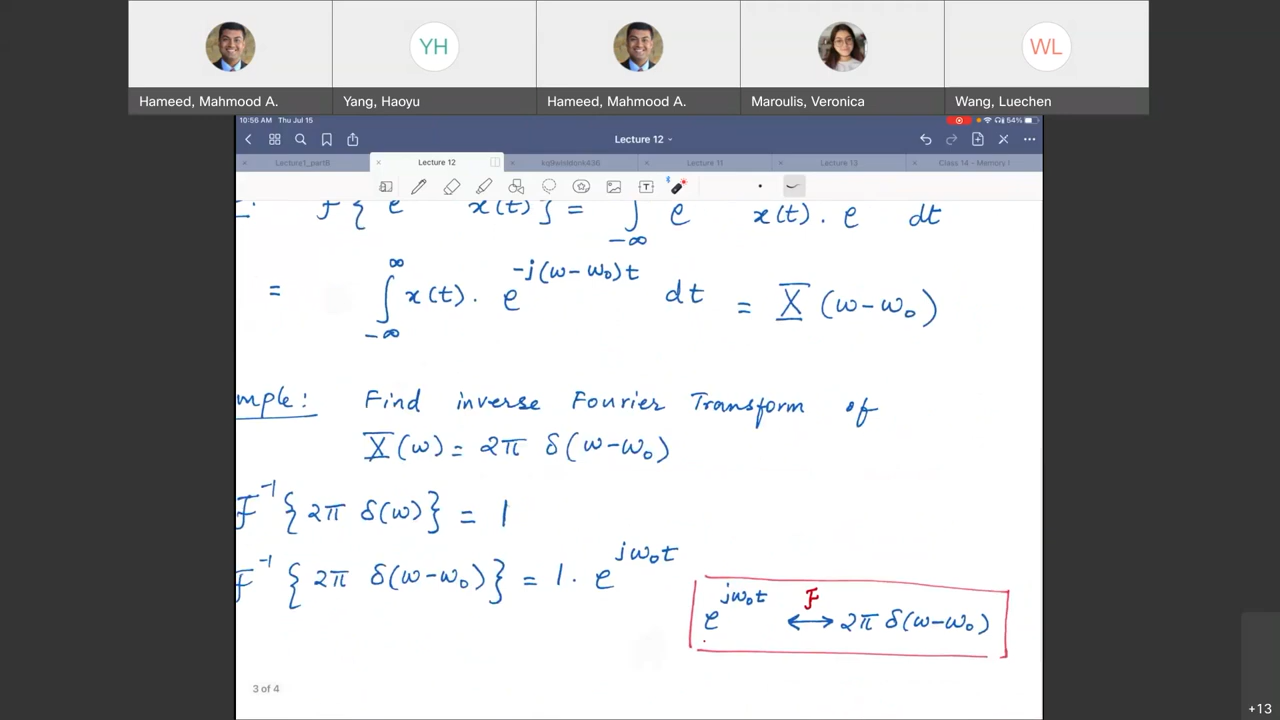 YH
WL
Hameed, Mahmood A.
Yang, Haoyu
Hameed, Mahmood A.
Maroulis, Veronica
Wang, Luechen
10:56 AM Thu Jul 15
54%
Lecture 12
Lecture1_partB
Lecture 12
Lecture 11
Lecture 13
Class 14 - Memory I
F{e x(t)} = ∫ e x(t) . e dt
-∞
= ∫_{-∞}^{∞} x(t) . e^{-j(ω-ω₀)t} dt = X (ω-ω₀)
mple: Find inverse Fourier Transform of
X(ω) = 2π δ(ω-ω₀)
F⁻¹{2π δ(ω)} = 1
F⁻¹{2π δ(ω-ω₀)} = 1 . e^{jω₀t}
e^{jω₀t} ⟷ F 2π δ(ω-ω₀)
3 of 4
+13